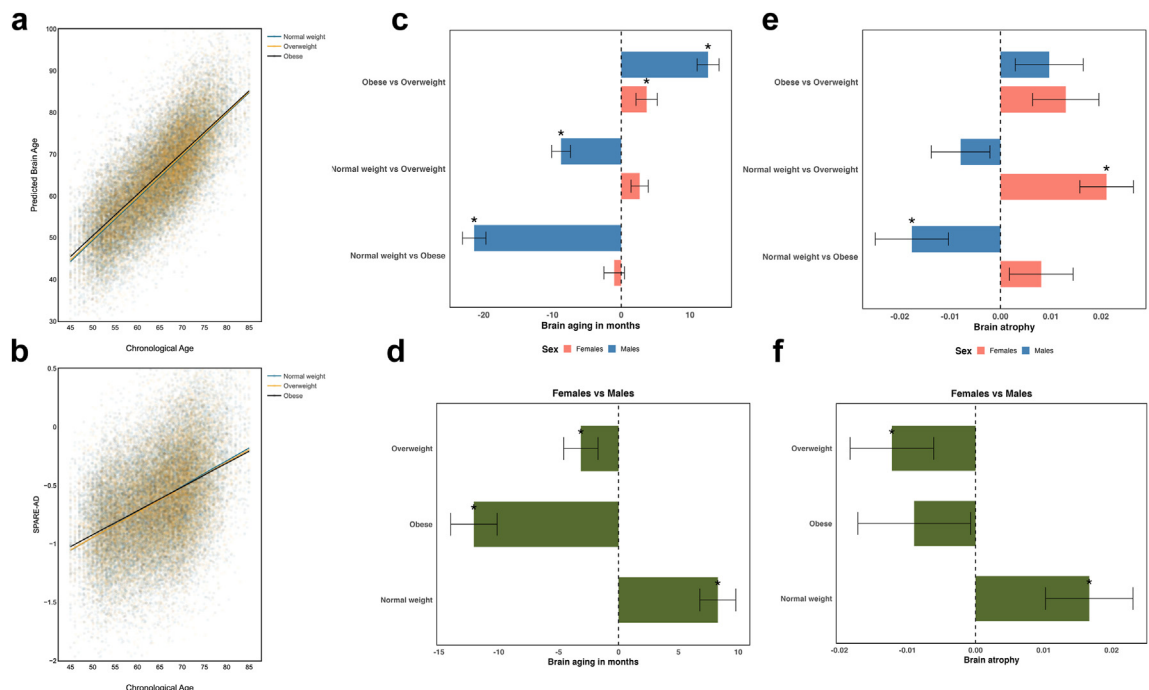 a
Predicted Brain Age
100
90
80
70
60
50
40
30
45 50 55 60 65 70 75 80 85
Chronological Age
Normal weight
Overweight
Obese
b
SPARE-AD
0.5
0
−0.5
−1
−1.5
−2
45 50 55 60 65 70 75 80 85
Chronological Age
Normal weight
Overweight
Obese
c
Obese vs Overweight
Normal weight vs Overweight
Normal weight vs Obese
* * * *
-20 -10 0 10
Brain aging in months
Sex Females Males
d
Females vs Males
Overweight
Obese
Normal weight
* * *
-15 -10 -5 0 5 10
Brain aging in months
e
Obese vs Overweight
Normal weight vs Overweight
Normal weight vs Obese
* *
-0.02 -0.01 0.00 0.01 0.02
Brain atrophy
Sex Females Males
f
Females vs Males
Overweight
Obese
Normal weight
* *
-0.02 -0.01 0.00 0.01 0.02
Brain atrophy